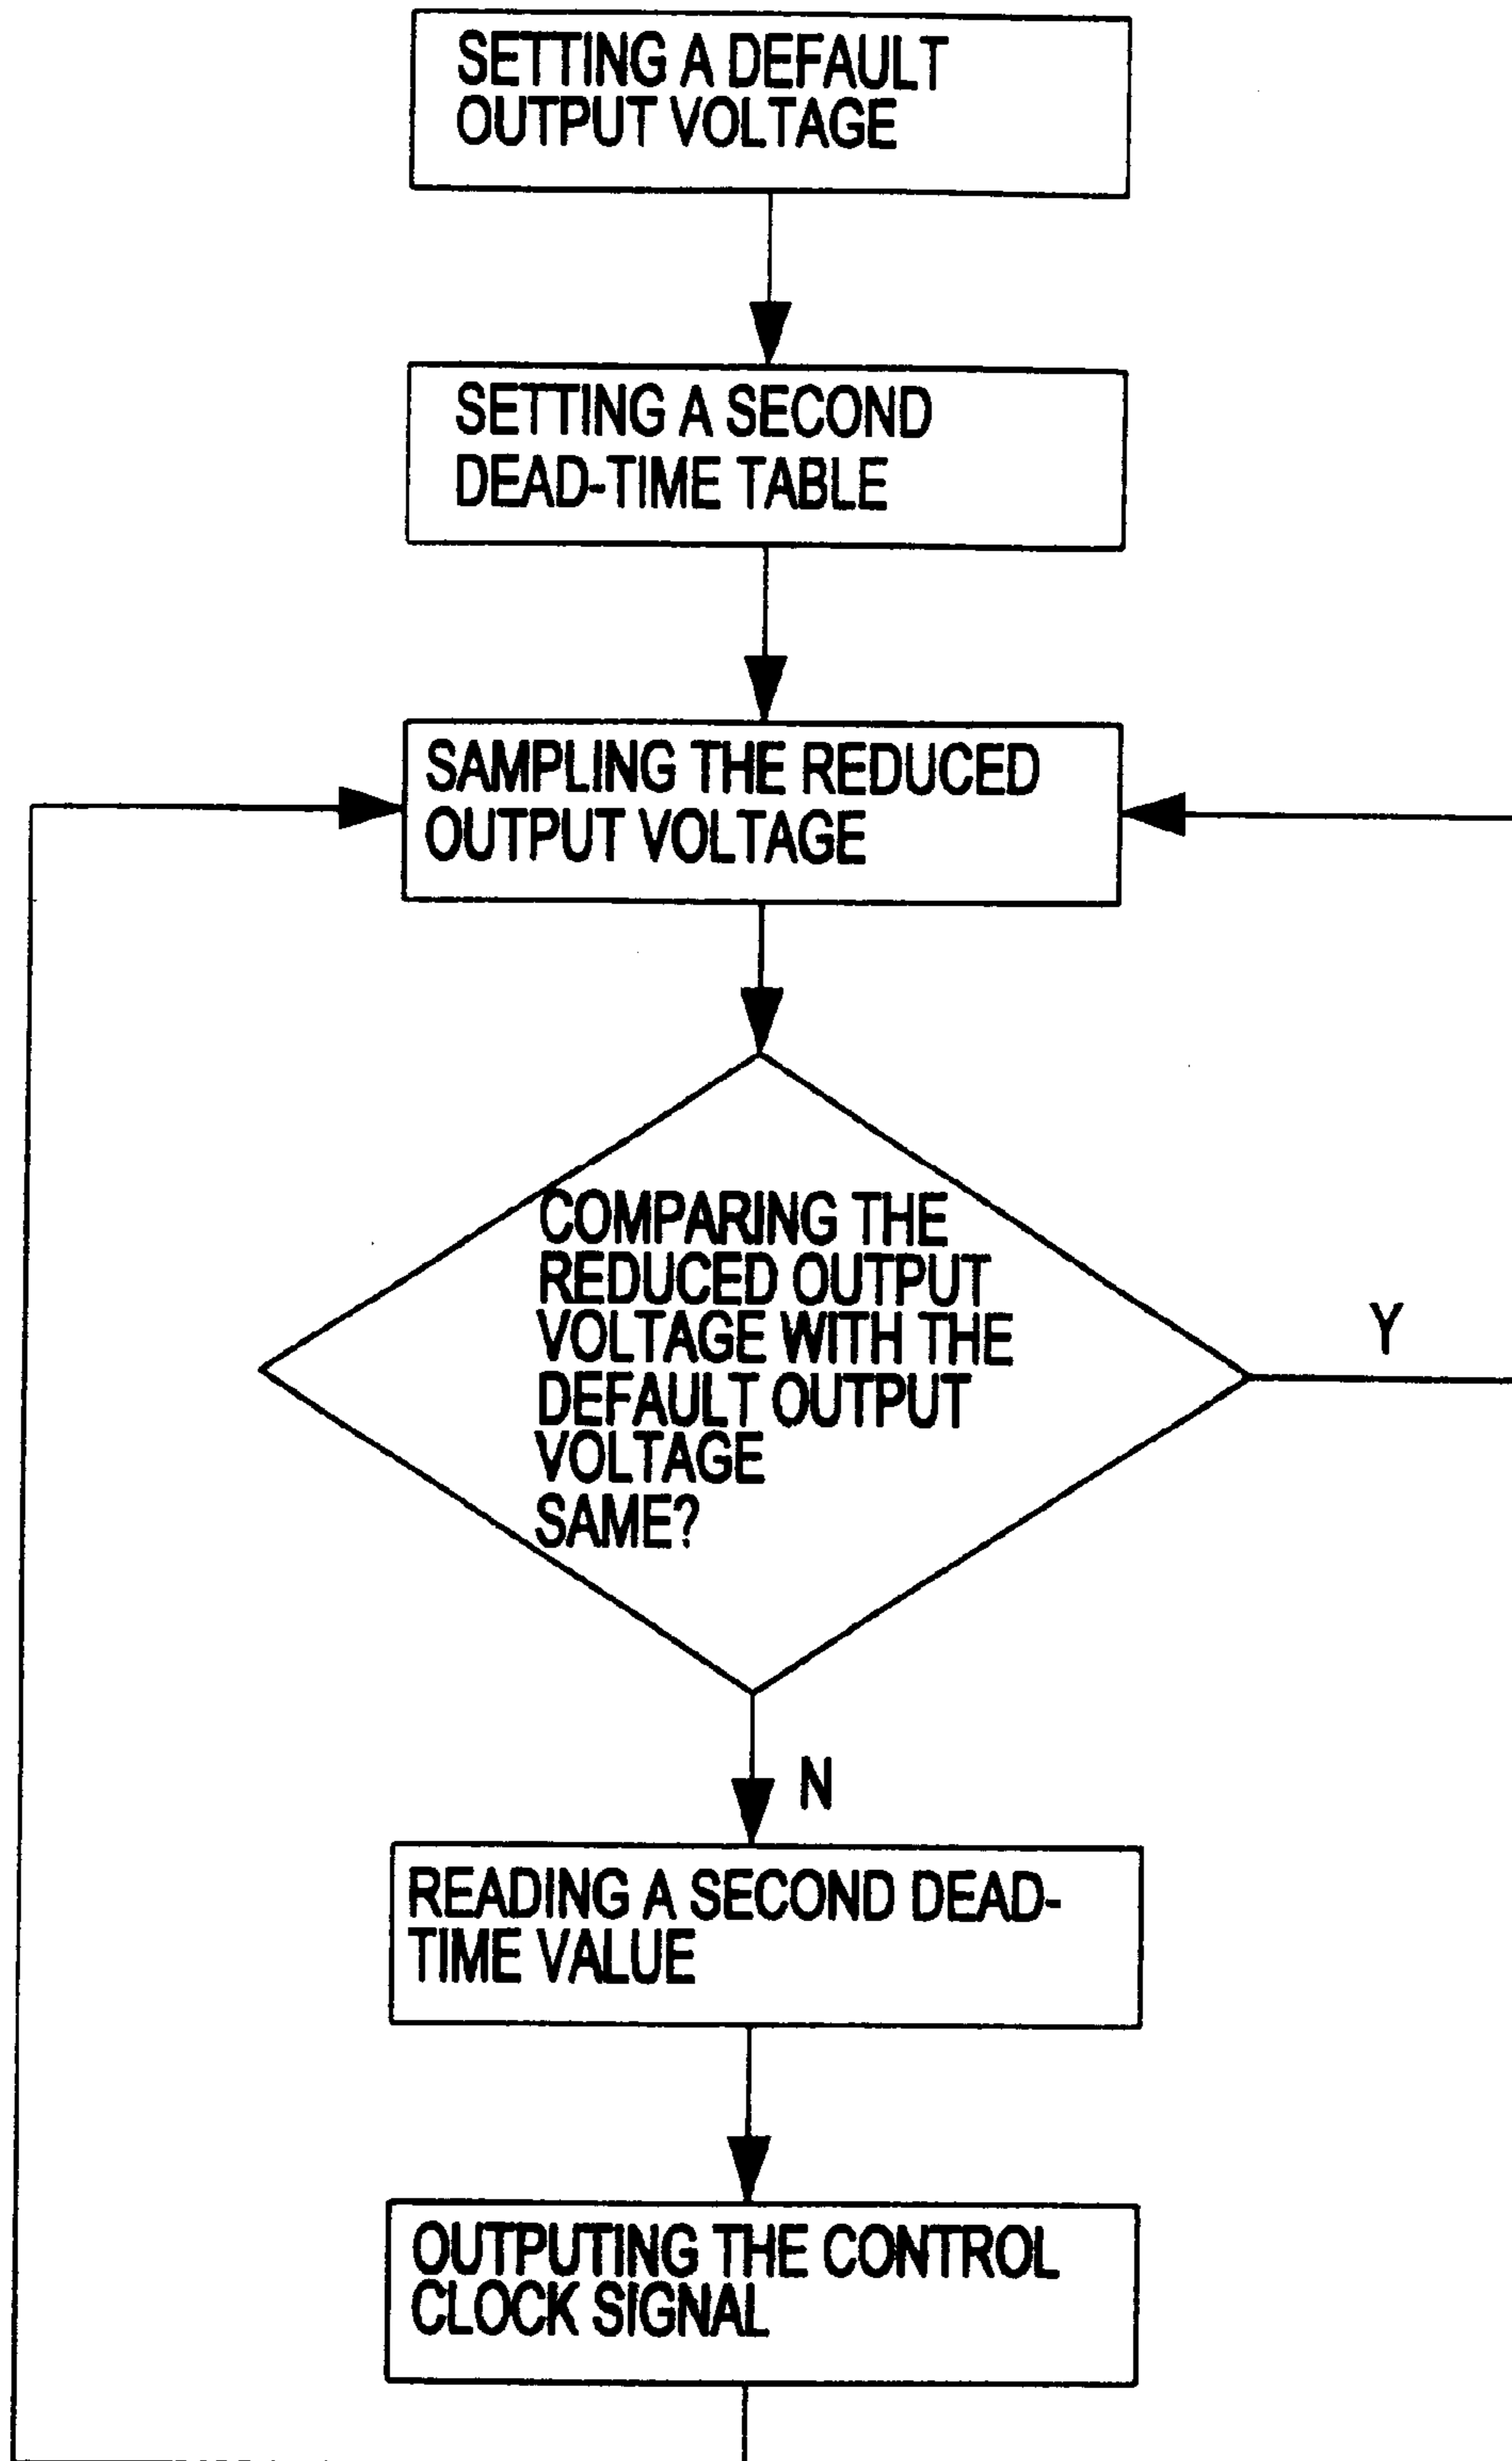 SETTING A DEFAULT
OUTPUT VOLTAGE
SETTING A SECOND
DEAD-TIME TABLE
SAMPLING THE REDUCED
OUTPUT VOLTAGE
COMPARING THE
REDUCED OUTPUT
VOLTAGE WITH THE
DEFAULT OUTPUT
VOLTAGE
SAME?
Y
N
READING A SECOND DEAD-
TIME VALUE
OUTPUTING THE CONTROL
CLOCK SIGNAL